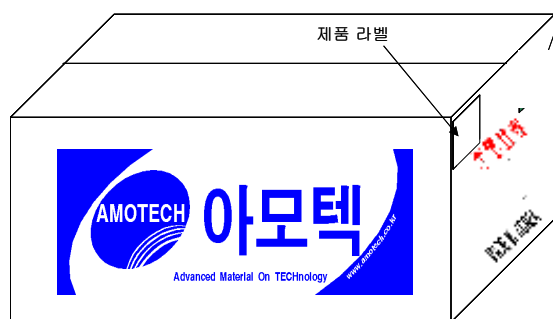 제품 라벨
AMOTECH
아모텍
Advanced Material On TECHnology
www.amotech.co.kr